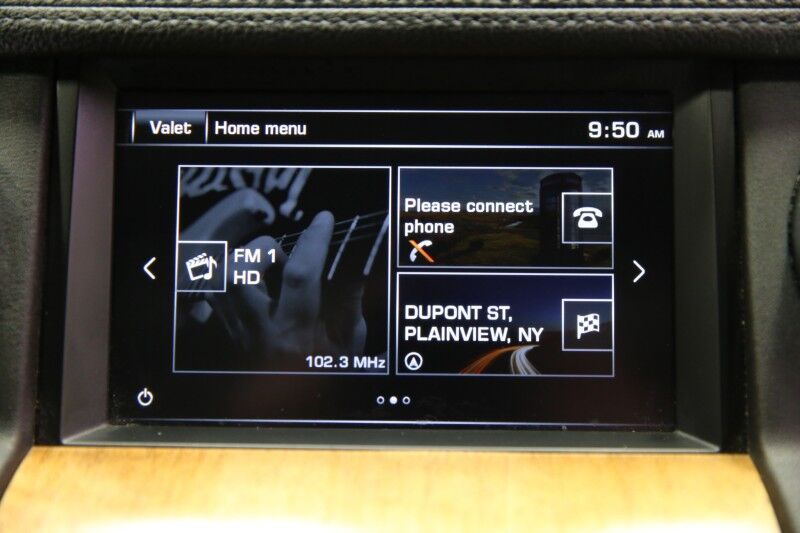 Valet
Home menu
9:50 AM
FM 1
HD
102.3 MHz
Please connect
phone
DUPONT ST,
PLAINVIEW, NY